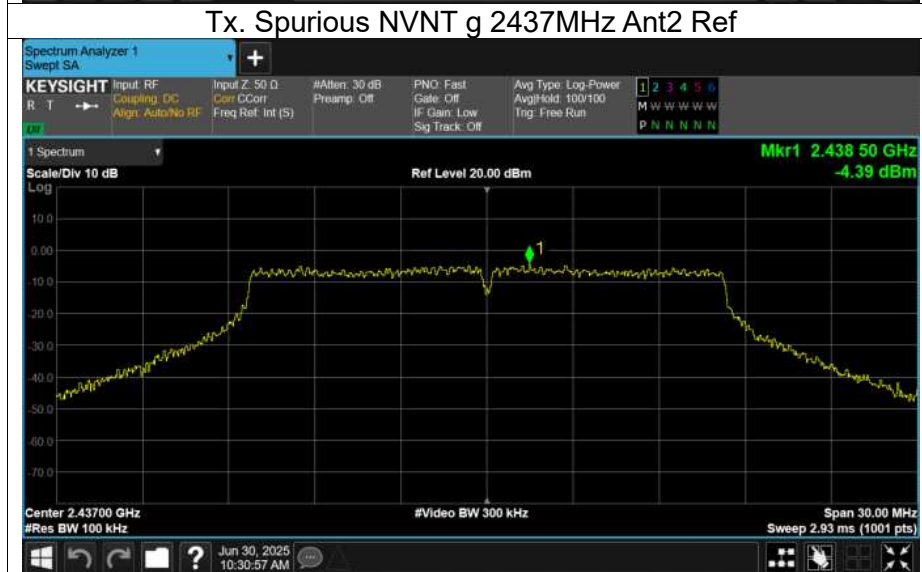 Tx. Spurious NVNT g 2437MHz Ant2 Ref
Spectrum Analyzer 1
Swept SA
+
KEYSIGHT
R T
LXI
Input: RF
Coupling: DC
Align: Auto/No RF
Input Z: 50 Ω
Corr CCorr
Freq Ref: Int (S)
#Atten: 30 dB
Preamp: Off
PNO: Fast
Gate: Off
IF Gain: Low
Sig Track: Off
Avg Type: Log-Power
Avg|Hold: 100/100
Trig: Free Run
1 2 3 4 5 6
M W W W W W
P N N N N N
1 Spectrum
Scale/Div 10 dB
Ref Level 20.00 dBm
Mkr1 2.438 50 GHz
-4.39 dBm
Log
10.0
0.00
-10.0
-20.0
-30.0
-40.0
-50.0
-60.0
-70.0
1
Center 2.43700 GHz
#Video BW 300 kHz
Span 30.00 MHz
#Res BW 100 kHz
Sweep 2.93 ms (1001 pts)
?
Jun 30, 2025
10:30:57 AM